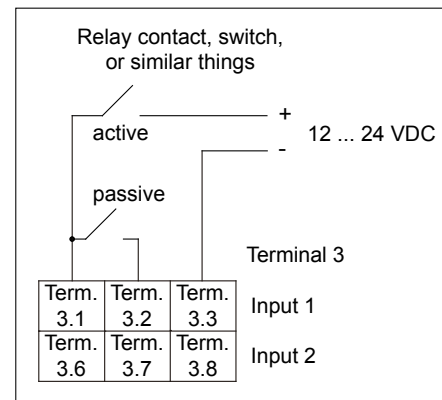 Relay contact, switch,
or similar things
+
active
12 ... 24 VDC
-
passive
Terminal 3
Term. Term. Term.
3.1 3.2 3.3
Input 1
Term. Term. Term.
3.6 3.7 3.8
Input 2